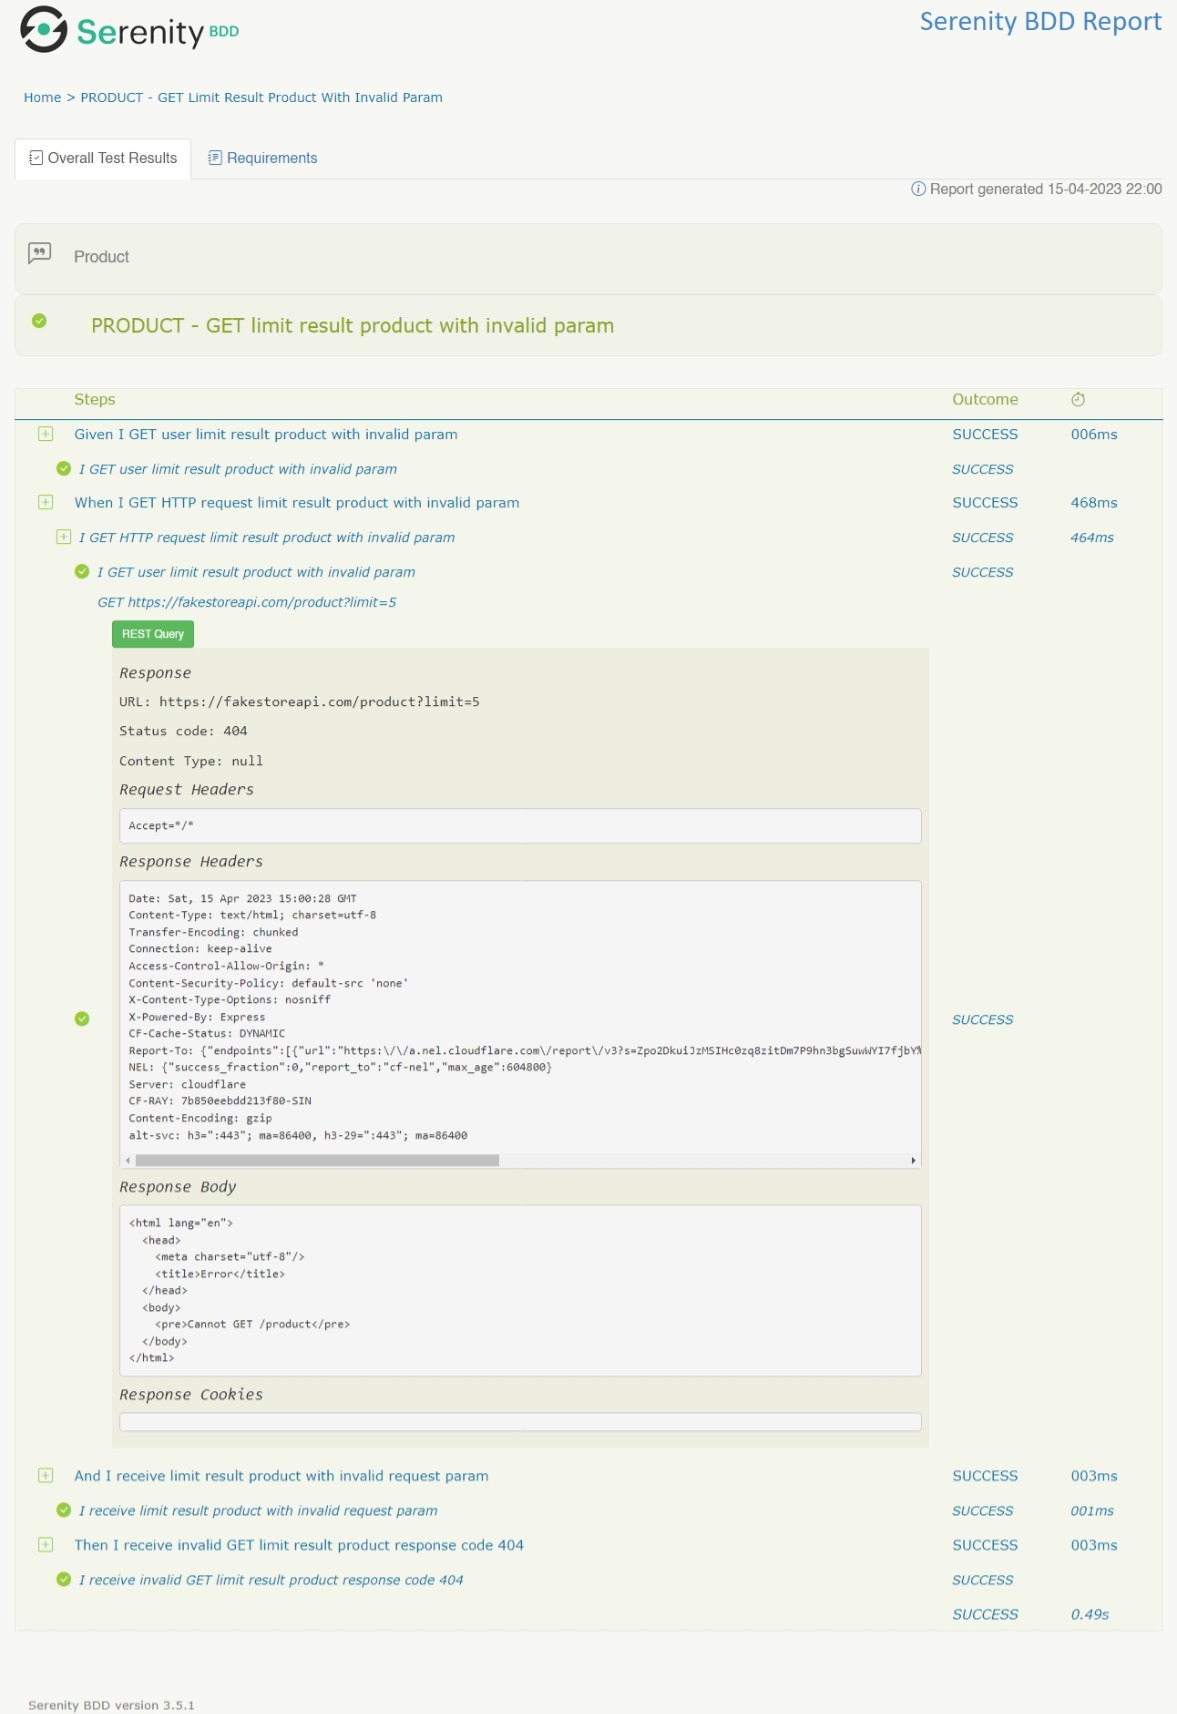 Serenity BDD
Serenity BDD Report
Home > PRODUCT - GET Limit Result Product With Invalid Param
Overall Test Results
Requirements
Report generated 15-04-2023 22:00
Product
PRODUCT - GET limit result product with invalid param
Steps Outcome
Given I GET user limit result product with invalid param SUCCESS 006ms
I GET user limit result product with invalid param SUCCESS
When I GET HTTP request limit result product with invalid param SUCCESS 468ms
I GET HTTP request limit result product with invalid param SUCCESS 464ms
I GET user limit result product with invalid param SUCCESS
GET https://fakestoreapi.com/product?limit=5
REST Query
Response
URL: https://fakestoreapi.com/product?limit=5
Status code: 404
Content Type: null
Request Headers
Accept=*/*
Response Headers
Date: Sat, 15 Apr 2023 15:00:28 GMT
Content-Type: text/html; charset=utf-8
Transfer-Encoding: chunked
Connection: keep-alive
Access-Control-Allow-Origin: *
Content-Security-Policy: default-src 'none'
X-Content-Type-Options: nosniff
X-Powered-By: Express
CF-Cache-Status: DYNAMIC
SUCCESS
Report-To: {"endpoints":[{"url":"https:\/\/a.nel.cloudflare.com\/report\/v3?s=
NEL: {"success_fraction":0,"report_to":"cf-nel","max_age":604800}
Server: cloudflare
CF-RAY: 7b850eebdd213f80-SIN
Content-Encoding: gzip
alt-svc: h3=":443"; ma=86400, h3-29=":443"; ma=86400
Response Body
<html lang="en">
<head>
<meta charset="utf-8"/>
<title>Error</title>
</head>
<body>
<pre>Cannot GET /product</pre>
</body>
</html>
Response Cookies
And I receive limit result product with invalid request param SUCCESS 003ms
I receive limit result product with invalid request param SUCCESS 001ms
Then I receive invalid GET limit result product response code 404 SUCCESS 003ms
I receive invalid GET limit result product response code 404 SUCCESS
SUCCESS 0.49s
Serenity BDD version 3.5.1